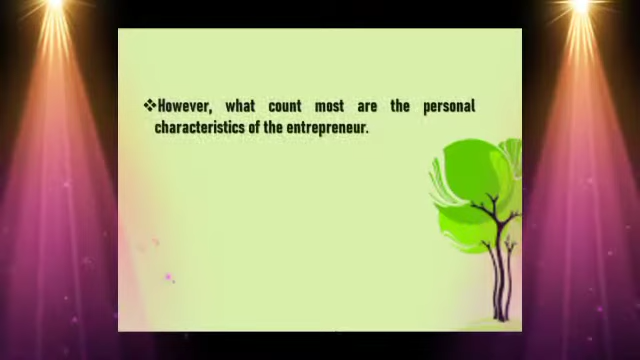 ❖However, what count most are the personal
characteristics of the entrepreneur.